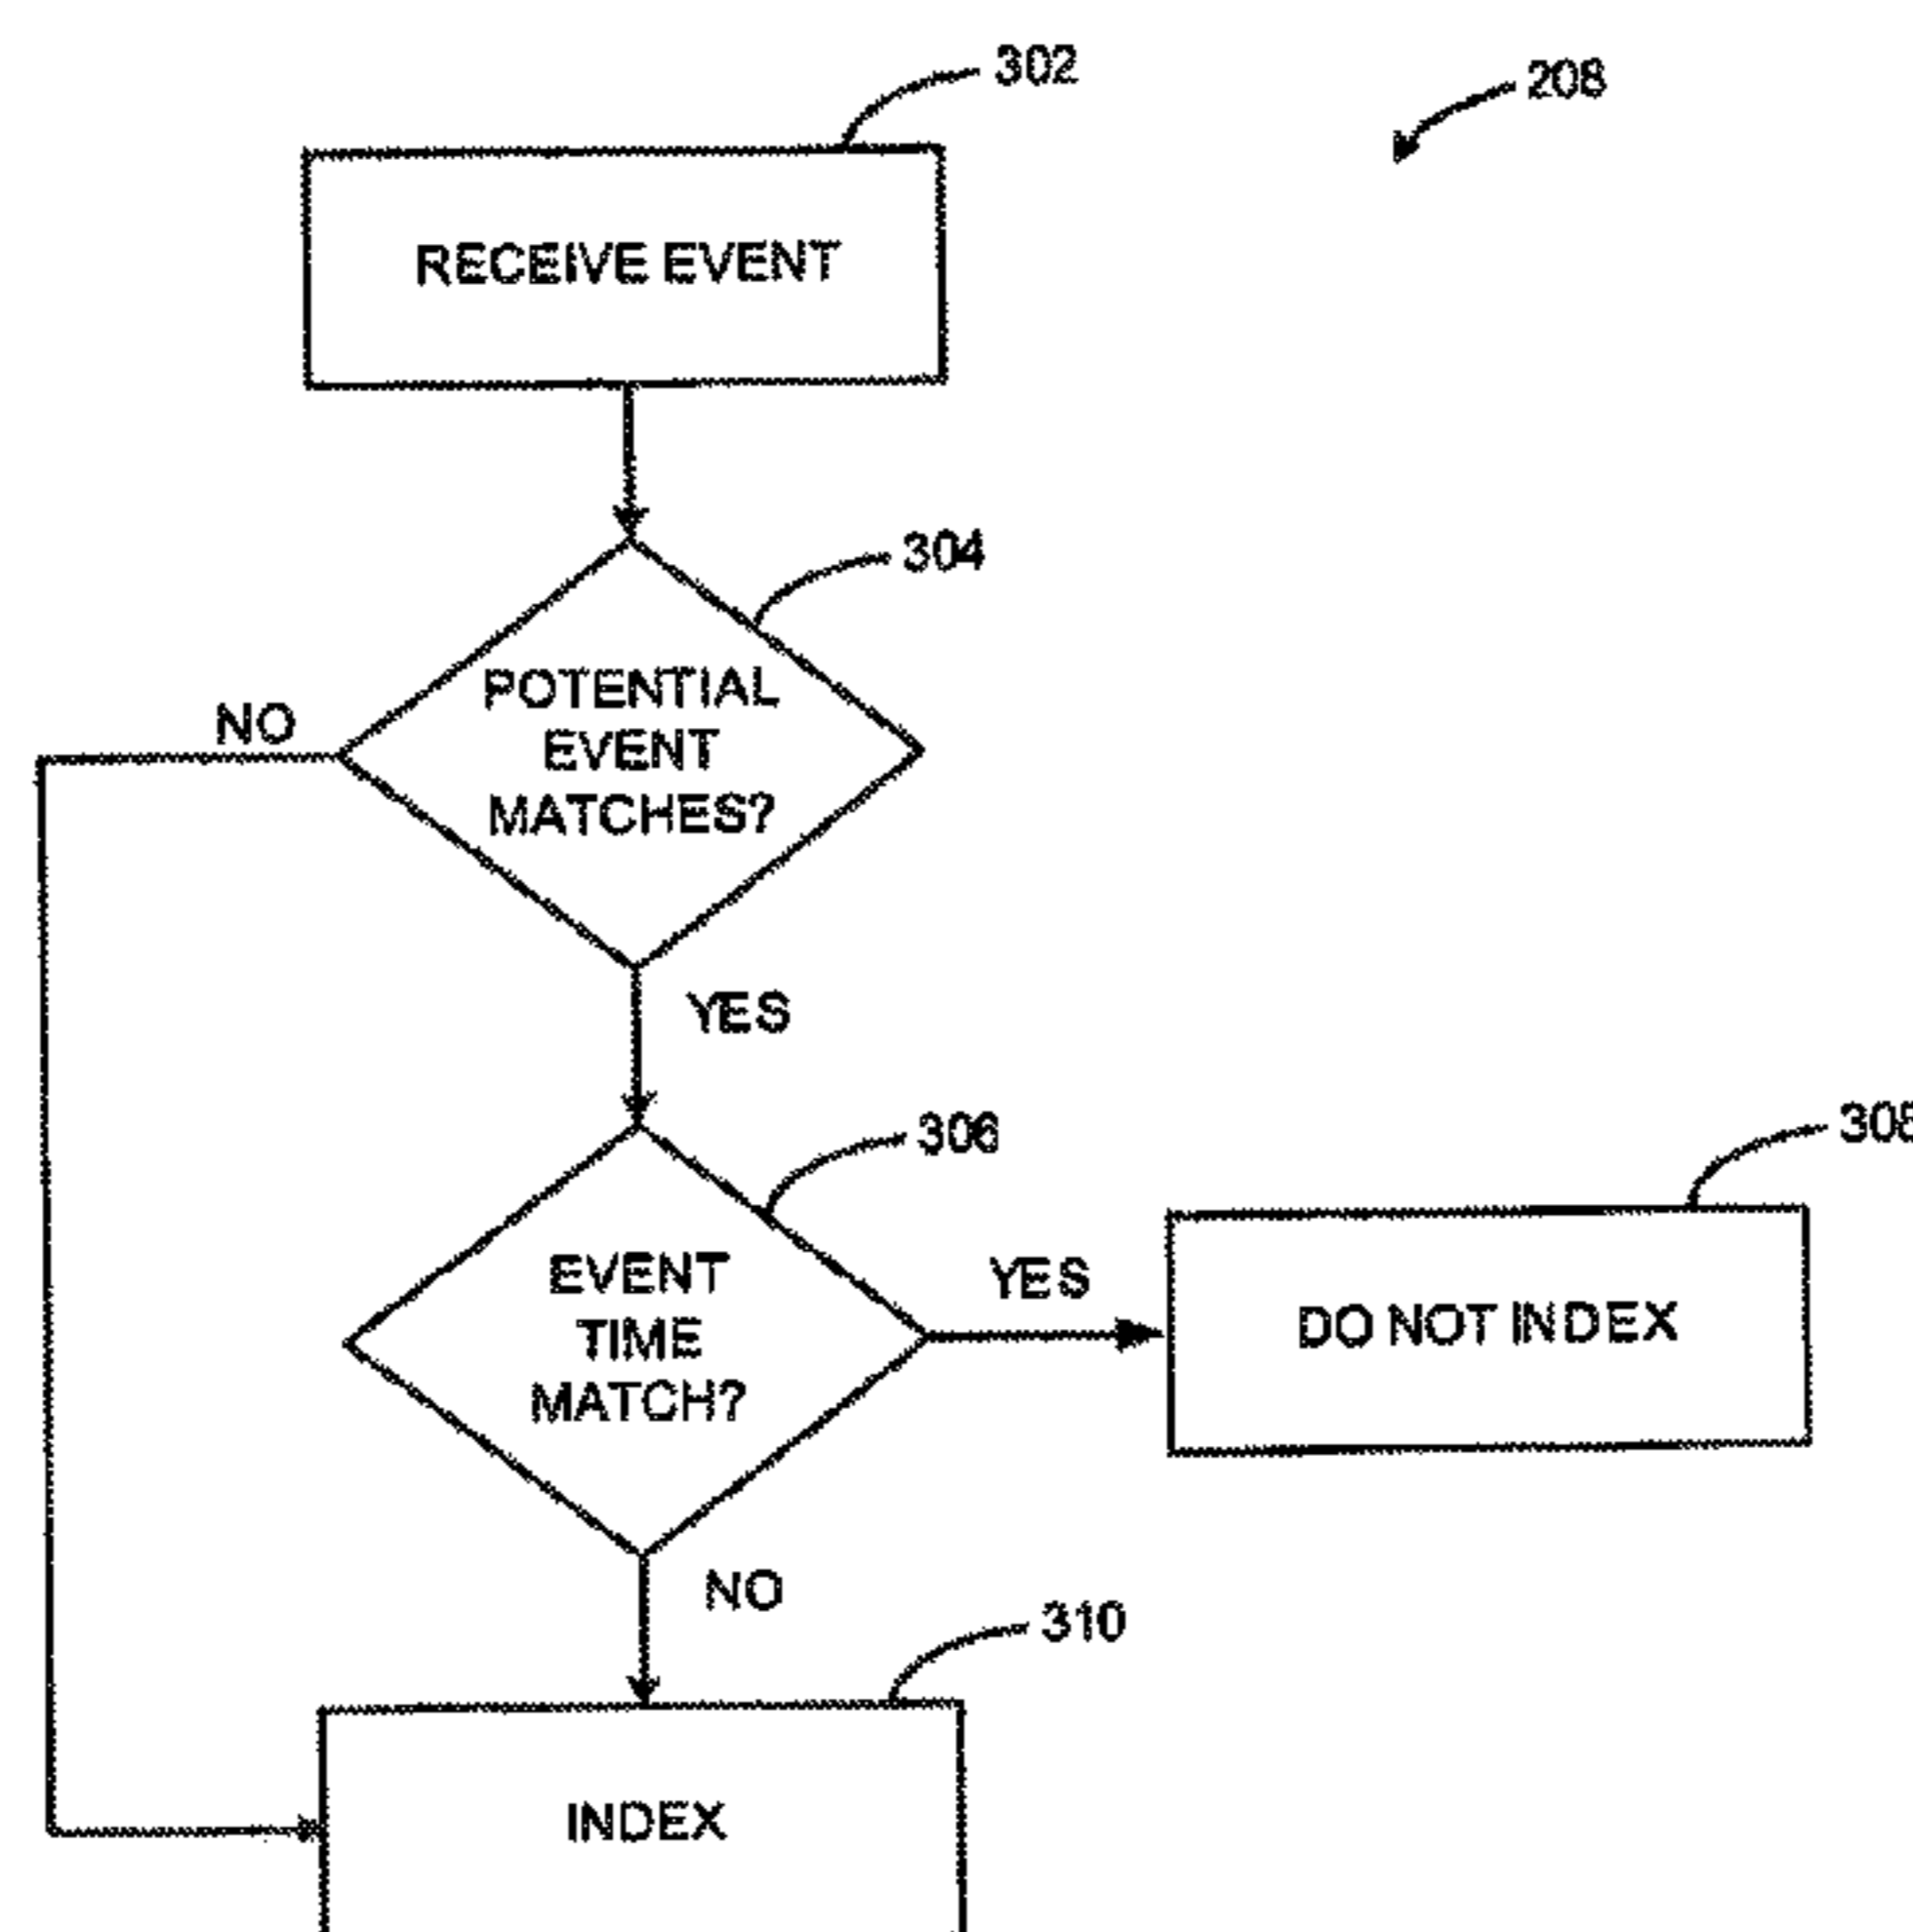 302
208
RECEIVE EVENT
304
POTENTIAL
EVENT
MATCHES?
NO
YES
306
308
EVENT
TIME
MATCH?
YES
DO NOT INDEX
NO
310
INDEX